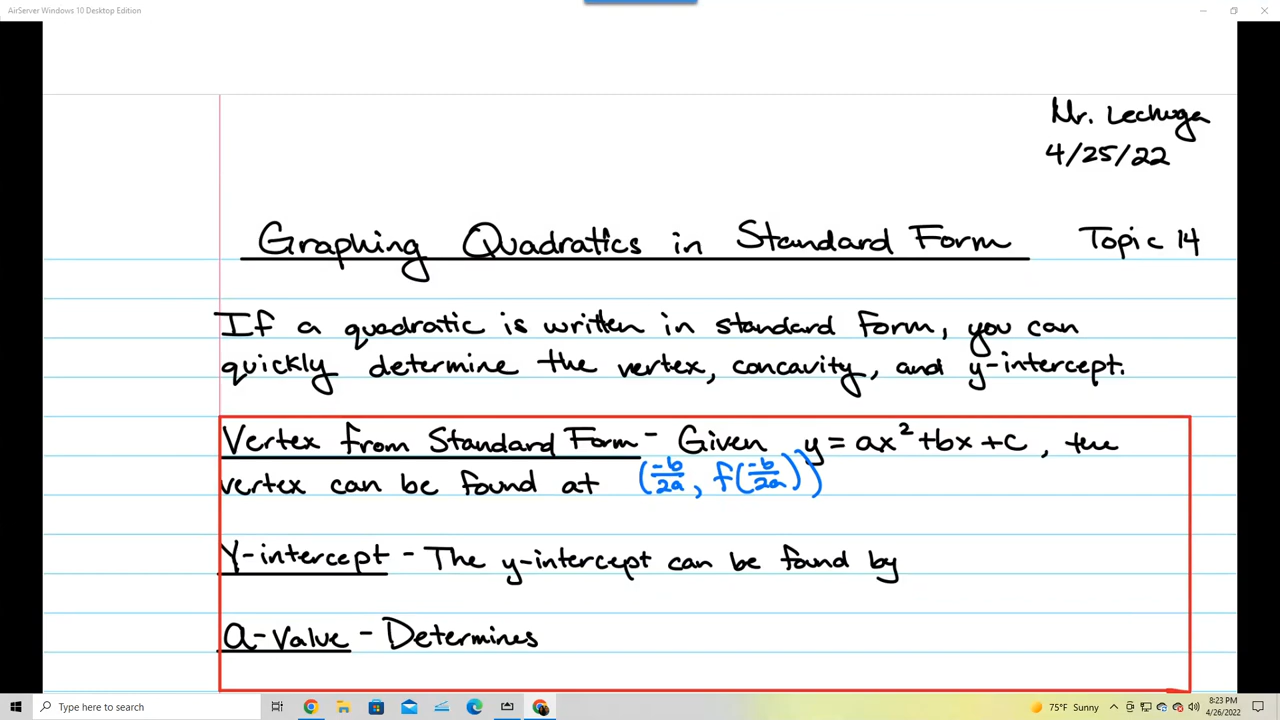 AirServer Windows 10 Desktop Edition
Mr. Lechuga
4/25/22
Graphing Quadratics in Standard Form Topic 14
If a quadratic is written in standard form, you can
quickly determine the vertex, concavity, and y-intercept.
Vertex from Standard Form - Given y = ax² + bx + c, the
vertex can be found at (-b/2a, f(-b/2a))
Y-intercept - The y-intercept can be found by
a-value - Determines
Type here to search
75°F Sunny
8:23 PM
4/26/2022